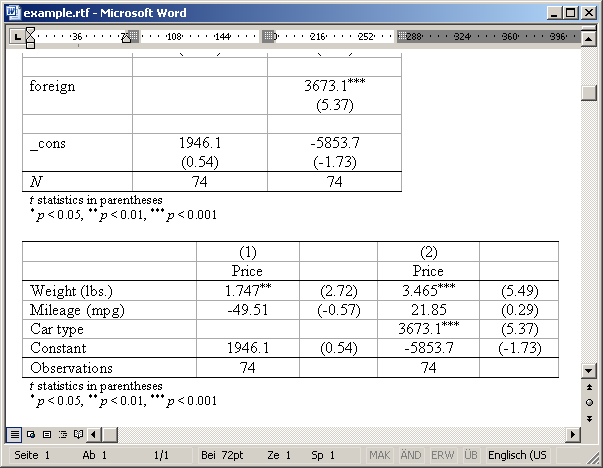 example.rtf - Microsoft Word
36 72 108 144 216 252 288 324 360 396
foreign 3673.1***
(5.37)
_cons 1946.1 -5853.7
(0.54) (-1.73)
N 74 74
t statistics in parentheses
* p < 0.05, ** p < 0.01, *** p < 0.001
(1) (2)
Price Price
Weight (lbs.) 1.747** (2.72) 3.465*** (5.49)
Mileage (mpg) -49.51 (-0.57) 21.85 (0.29)
Car type 3673.1*** (5.37)
Constant 1946.1 (0.54) -5853.7 (-1.73)
Observations 74 74
t statistics in parentheses
* p < 0.05, ** p < 0.01, *** p < 0.001
Seite 1 Ab 1 1/1 Bei 72pt Ze 1 Sp 1 MAK ÄND ERW ÜB Englisch (US